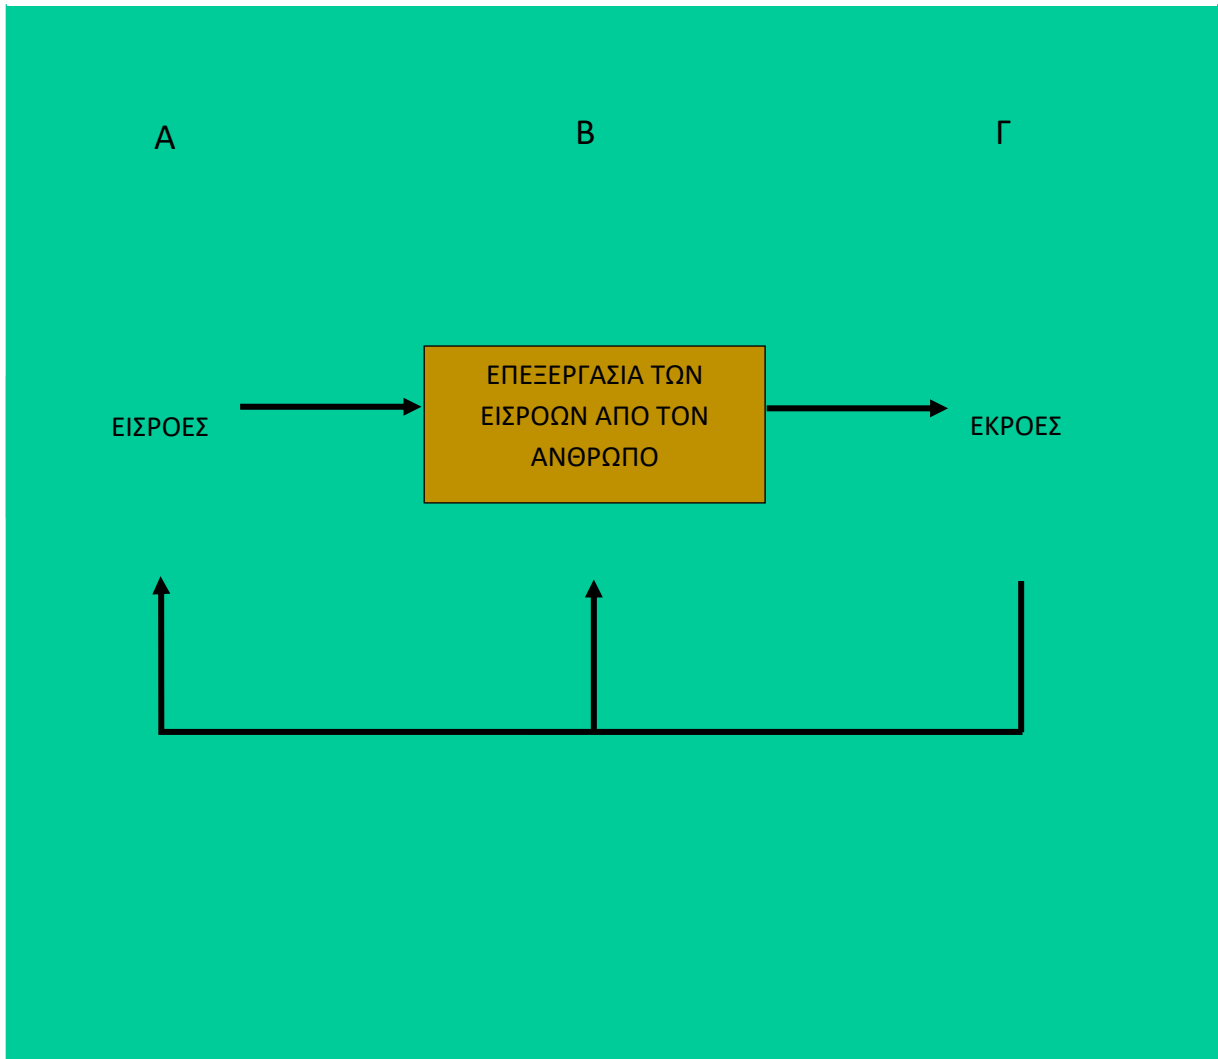 Α
Β
Γ
ΕΙΣΡΟΕΣ
ΕΠΕΞΕΡΓΑΣΙΑ ΤΩΝ
ΕΙΣΡΟΩΝ ΑΠΟ ΤΟΝ
ΑΝΘΡΩΠΟ
ΕΚΡΟΕΣ